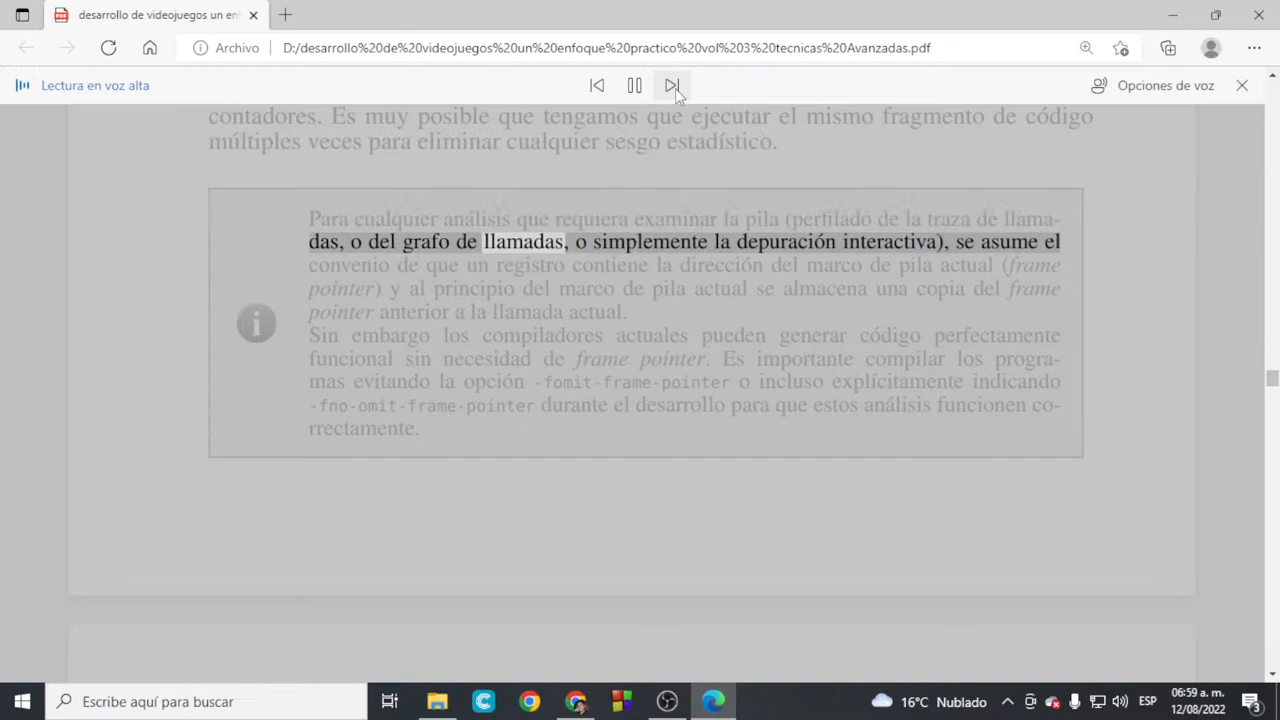 desarrollo de videojuegos un en
Archivo
D:/desarrollo%20de%20videojuegos%20un%20enfoque%20practico%20vol%203%20tecnicas%20Avanzadas.pdf
Lectura en voz alta
Opciones de voz
contadores. Es muy posible que tengamos que ejecutar el mismo fragmento de código
múltiples veces para eliminar cualquier sesgo estadístico.
Para cualquier análisis que requiera examinar la pila (perfilado de la traza de llama-
das, o del grafo de llamadas, o simplemente la depuración interactiva), se asume el
convenio de que un registro contiene la dirección del marco de pila actual (frame
pointer) y al principio del marco de pila actual se almacena una copia del frame
pointer anterior a la llamada actual.
Sin embargo los compiladores actuales pueden generar código perfectamente
funcional sin necesidad de frame pointer. Es importante compilar los progra-
mas evitando la opción -fomit-frame-pointer o incluso explícitamente indicando
-fno-omit-frame-pointer durante el desarrollo para que estos análisis funcionen co-
rrectamente.
Escribe aquí para buscar
16°C Nublado
ESP
06:59 a. m.
12/08/2022
3